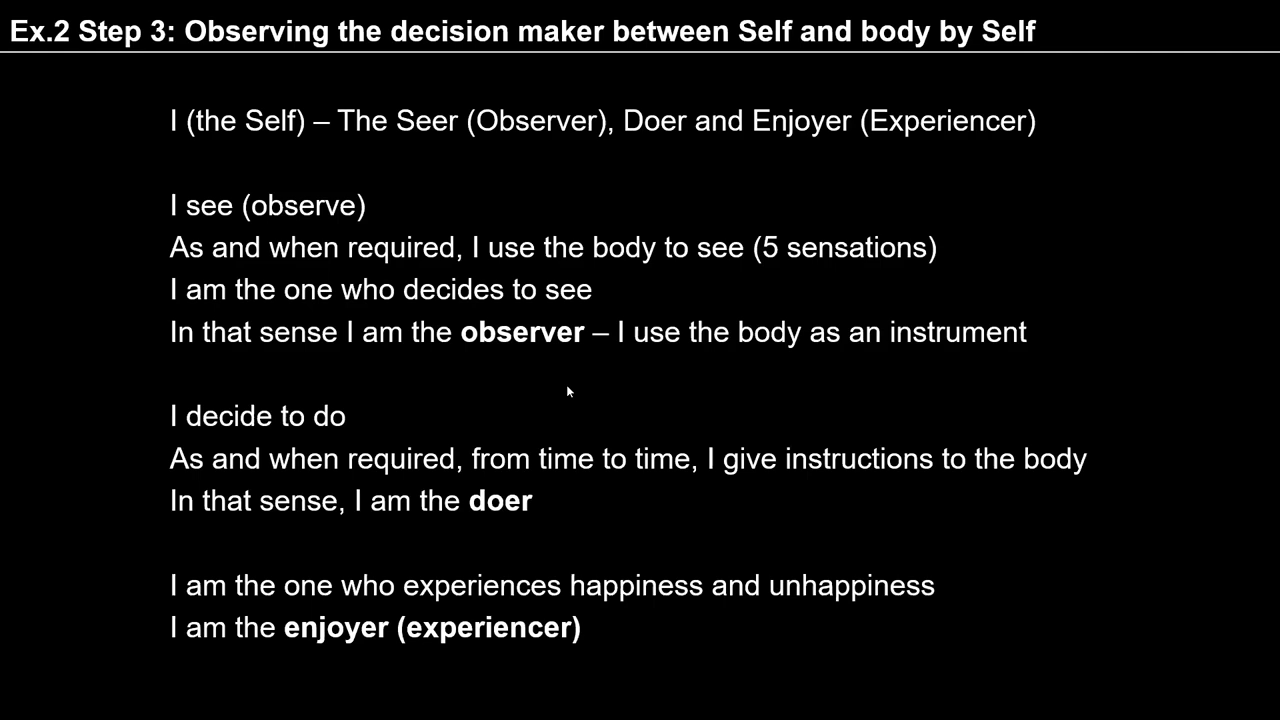 Ex.2 Step 3: Observing the decision maker between Self and body by Self
I (the Self) – The Seer (Observer), Doer and Enjoyer (Experiencer)
I see (observe)
As and when required, I use the body to see (5 sensations)
I am the one who decides to see
In that sense I am the observer – I use the body as an instrument
I decide to do
As and when required, from time to time, I give instructions to the body
In that sense, I am the doer
I am the one who experiences happiness and unhappiness
I am the enjoyer (experiencer)